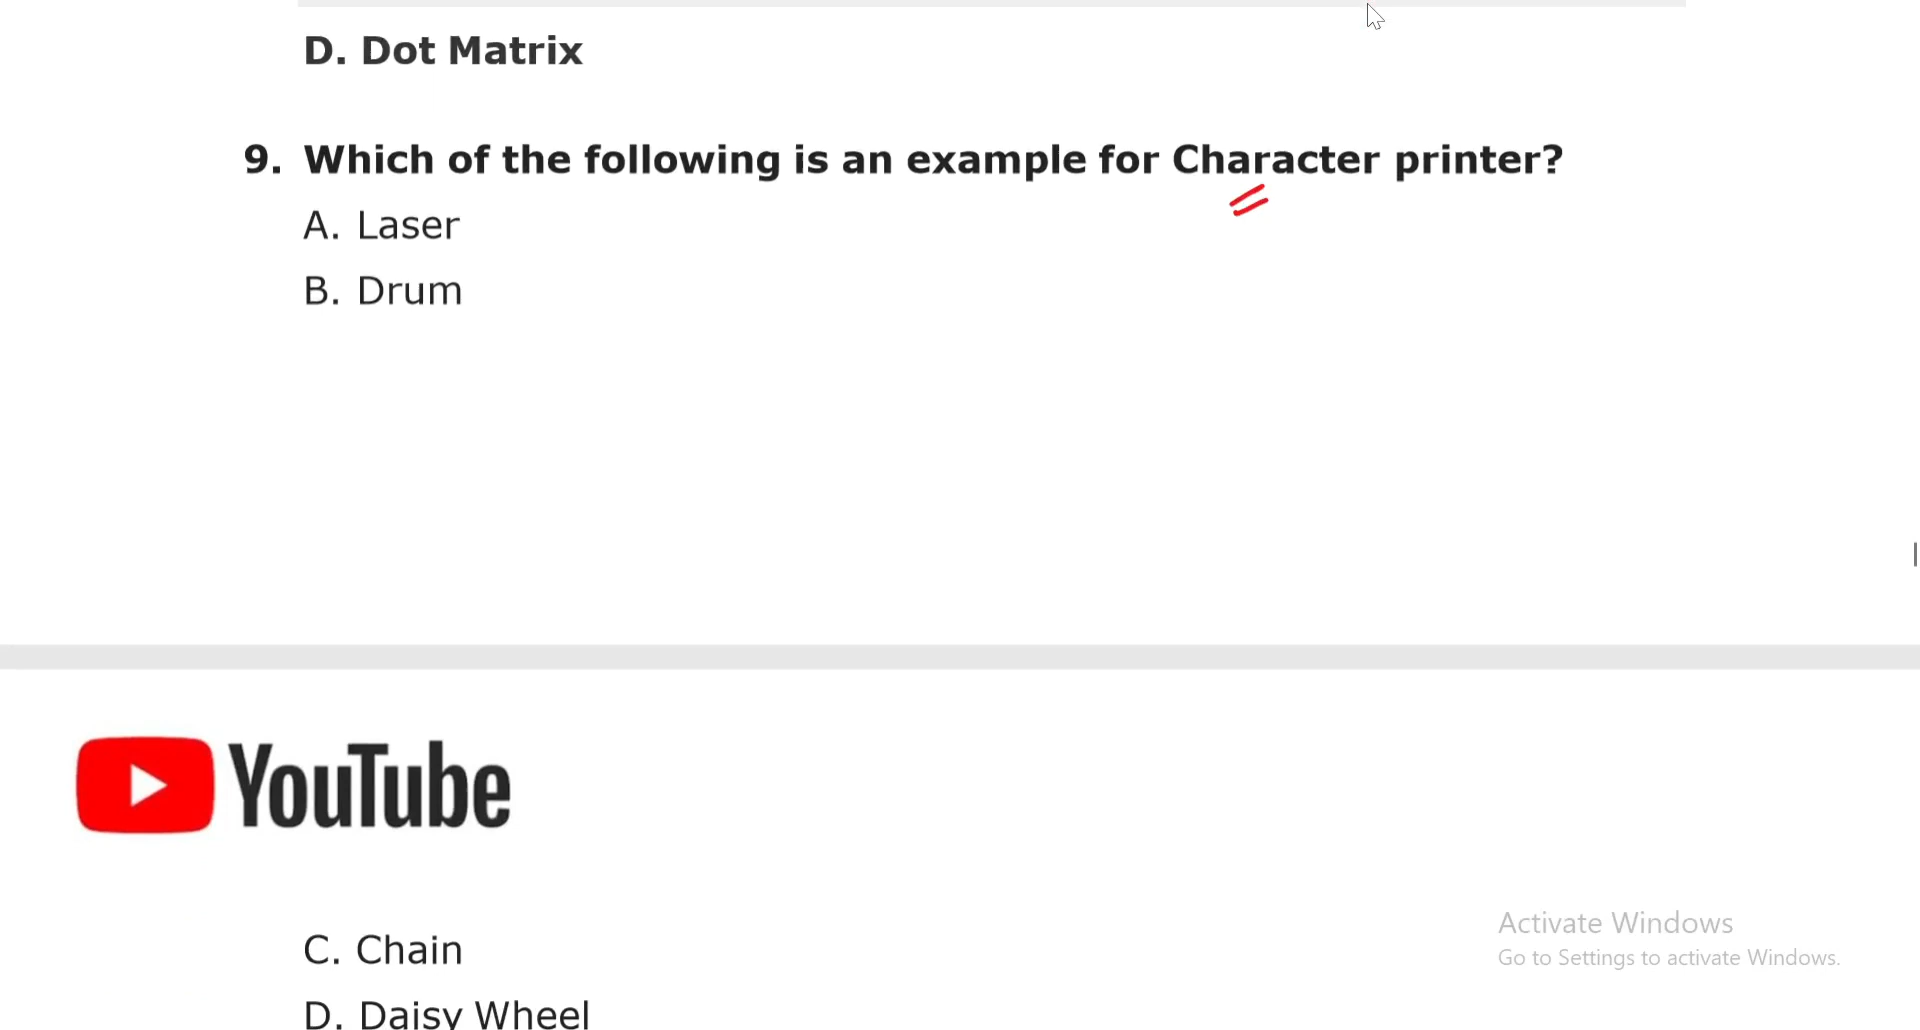 D. Dot Matrix
9. Which of the following is an example for Character printer?
A. Laser
B. Drum
YouTube
C. Chain
D. Daisy Wheel
Activate Windows
Go to Settings to activate Windows.